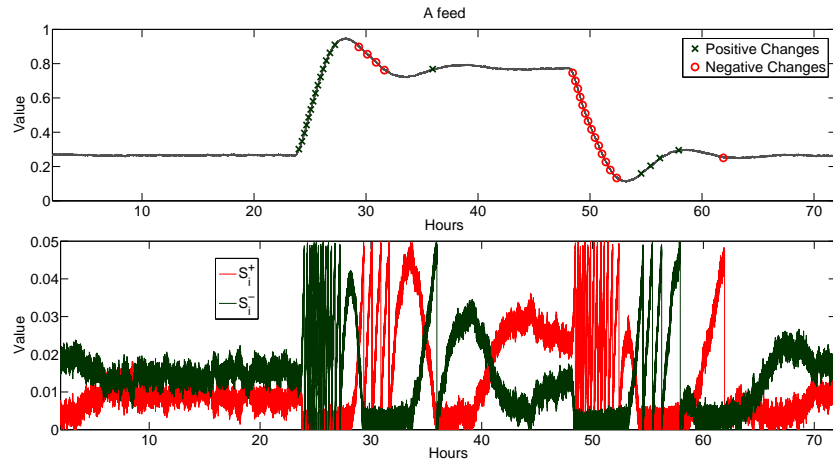 A feed
1
0.8
0.6
0.4
0.2
0
Value
10 20 30 40 50 60 70
Hours
Positive Changes
Negative Changes
0.05
0.04
0.03
0.02
0.01
0
Value
S_i^+
S_i^-
10 20 30 40 50 60 70
Hours